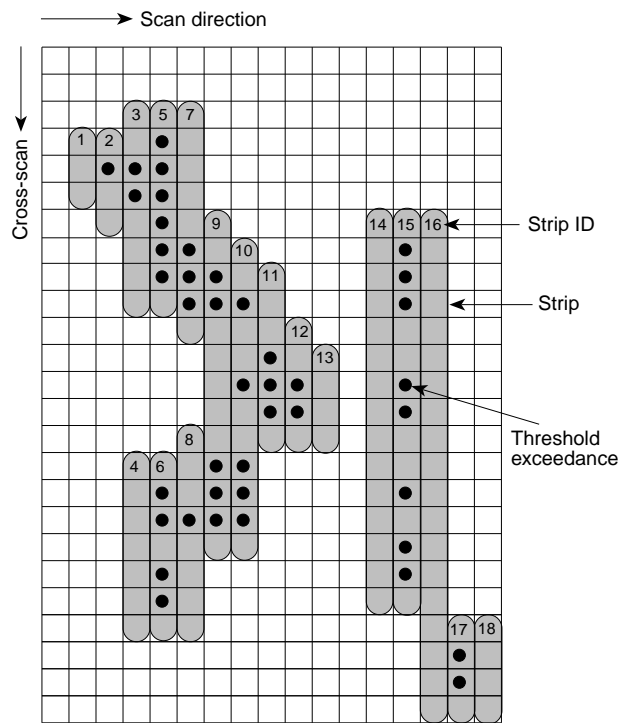 Scan direction
Cross-scan
3 5 7
1 2
9
14 15 16
Strip ID
10
11
Strip
12
13
8
Threshold
exceedance
4 6
17 18